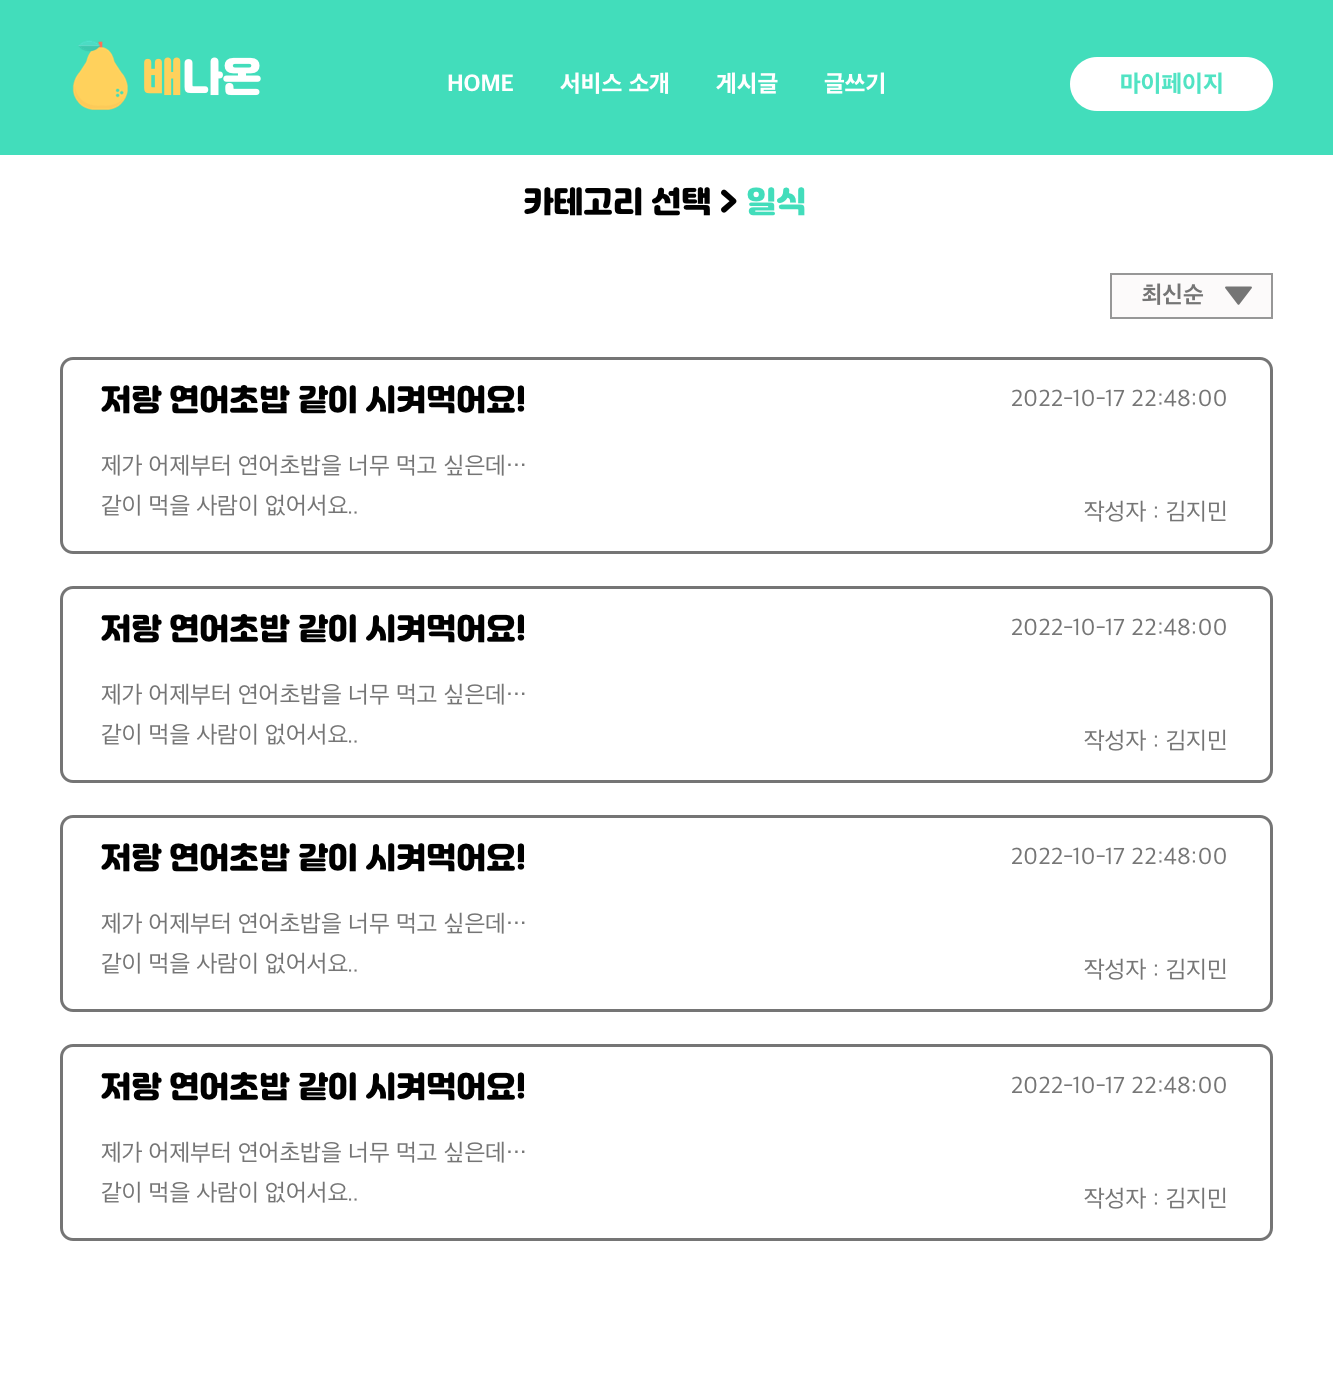 배나온
HOME 서비스 소개 게시글 글쓰기
마이페이지
카테고리 선택 > 일식
최신순
저랑 연어초밥 같이 시켜먹어요!
2022-10-17 22:48:00
제가 어제부터 연어초밥을 너무 먹고 싶은데…
같이 먹을 사람이 없어서요..
작성자 : 김지민
저랑 연어초밥 같이 시켜먹어요!
2022-10-17 22:48:00
제가 어제부터 연어초밥을 너무 먹고 싶은데…
같이 먹을 사람이 없어서요..
작성자 : 김지민
저랑 연어초밥 같이 시켜먹어요!
2022-10-17 22:48:00
제가 어제부터 연어초밥을 너무 먹고 싶은데…
같이 먹을 사람이 없어서요..
작성자 : 김지민
저랑 연어초밥 같이 시켜먹어요!
2022-10-17 22:48:00
제가 어제부터 연어초밥을 너무 먹고 싶은데…
같이 먹을 사람이 없어서요..
작성자 : 김지민